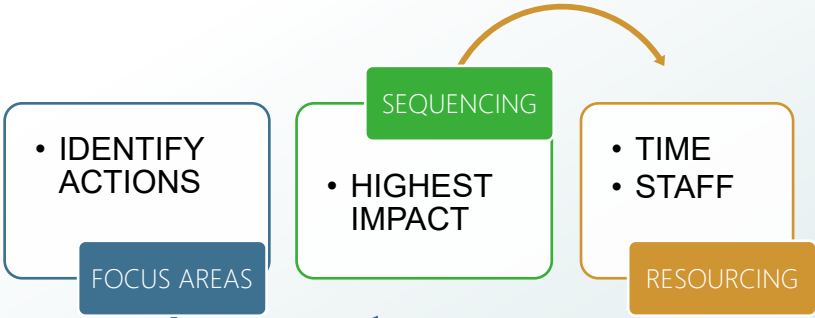 • IDENTIFY
ACTIONS
FOCUS AREAS
SEQUENCING
• HIGHEST
IMPACT
• TIME
• STAFF
RESOURCING